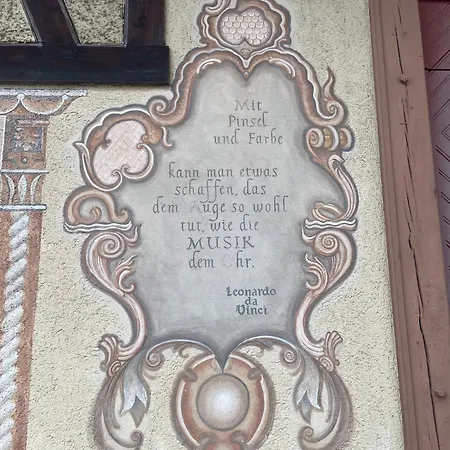 Mit
Pinsel
und Farbe
kann man etwas
schaffen, das
dem Auge so wohl
tut, wie die
MUSIK
dem Ohr.
Leonardo
da
Vinci